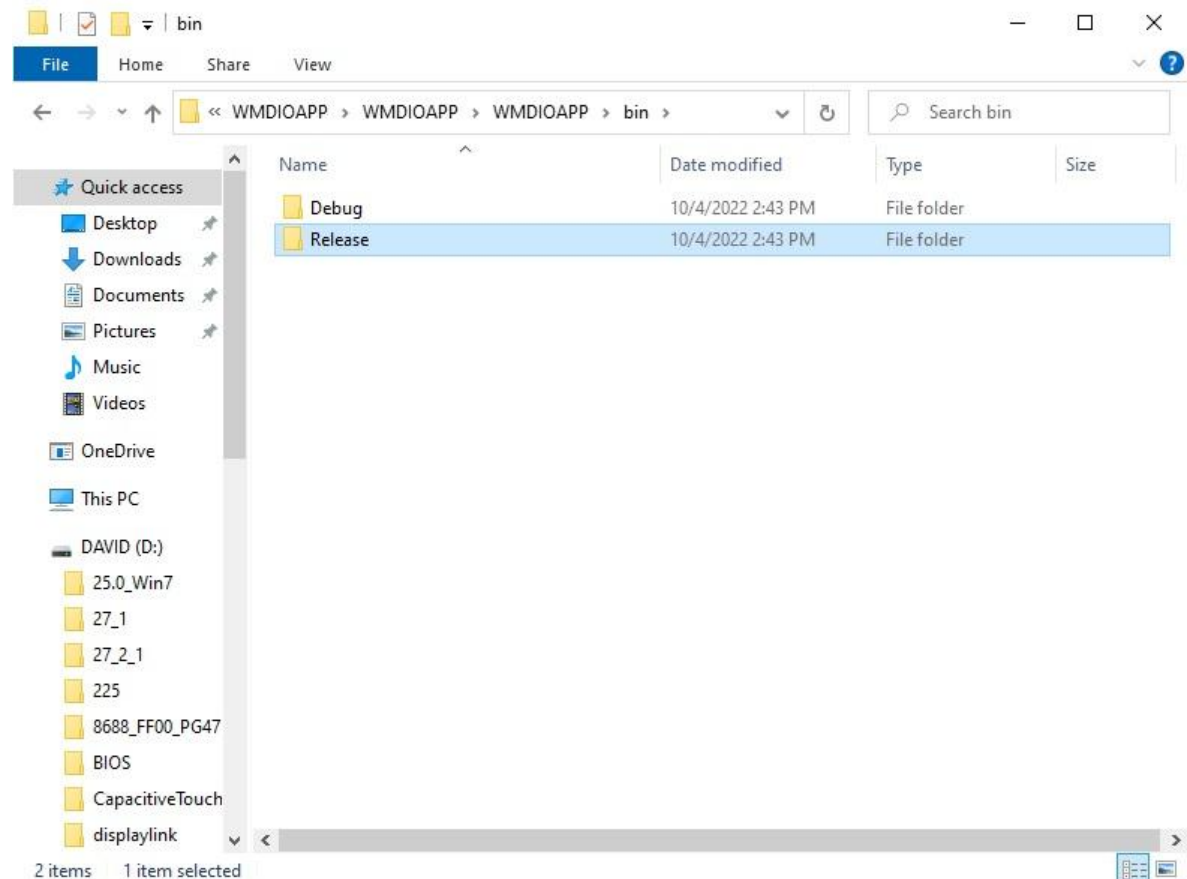 bin
File Home Share View
« WMDIOAPP › WMDIOAPP › WMDIOAPP › bin ›
Search bin
Name Date modified Type Size
Debug 10/4/2022 2:43 PM File folder
Release 10/4/2022 2:43 PM File folder
Quick access
Desktop
Downloads
Documents
Pictures
Music
Videos
OneDrive
This PC
DAVID (D:)
25.0_Win7
27_1
27_2_1
225
8688_FF00_PG47
BIOS
CapacitiveTouch
displaylink
2 items 1 item selected